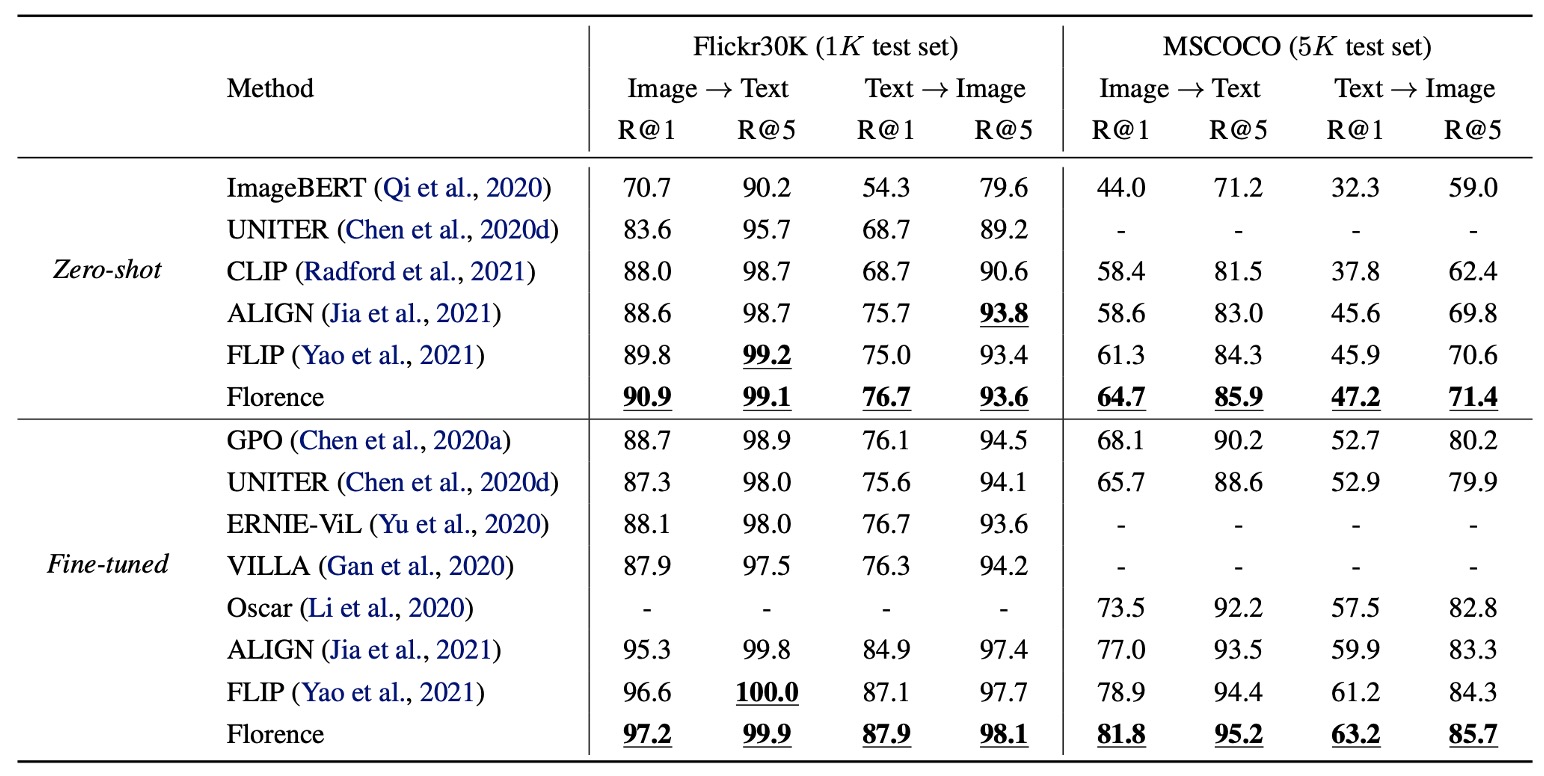 Flickr30K (1K test set) MSCOCO (5K test set)
Method Image → Text Text → Image Image → Text Text → Image
R@1 R@5 R@1 R@5 R@1 R@5 R@1 R@5
ImageBERT (Qi et al., 2020) 70.7 90.2 54.3 79.6 44.0 71.2 32.3 59.0
UNITER (Chen et al., 2020d) 83.6 95.7 68.7 89.2 - - - -
Zero-shot CLIP (Radford et al., 2021) 88.0 98.7 68.7 90.6 58.4 81.5 37.8 62.4
ALIGN (Jia et al., 2021) 88.6 98.7 75.7 93.8 58.6 83.0 45.6 69.8
FLIP (Yao et al., 2021) 89.8 99.2 75.0 93.4 61.3 84.3 45.9 70.6
Florence 90.9 99.1 76.7 93.6 64.7 85.9 47.2 71.4
GPO (Chen et al., 2020a) 88.7 98.9 76.1 94.5 68.1 90.2 52.7 80.2
UNITER (Chen et al., 2020d) 87.3 98.0 75.6 94.1 65.7 88.6 52.9 79.9
ERNIE-ViL (Yu et al., 2020) 88.1 98.0 76.7 93.6 - - - -
Fine-tuned VILLA (Gan et al., 2020) 87.9 97.5 76.3 94.2 - - - -
Oscar (Li et al., 2020) - - - - 73.5 92.2 57.5 82.8
ALIGN (Jia et al., 2021) 95.3 99.8 84.9 97.4 77.0 93.5 59.9 83.3
FLIP (Yao et al., 2021) 96.6 100.0 87.1 97.7 78.9 94.4 61.2 84.3
Florence 97.2 99.9 87.9 98.1 81.8 95.2 63.2 85.7